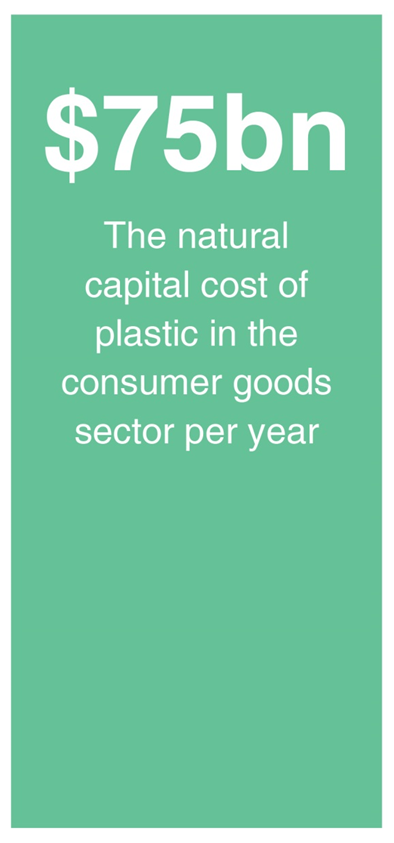 $75bn
The natural
capital cost of
plastic in the
consumer goods
sector per year